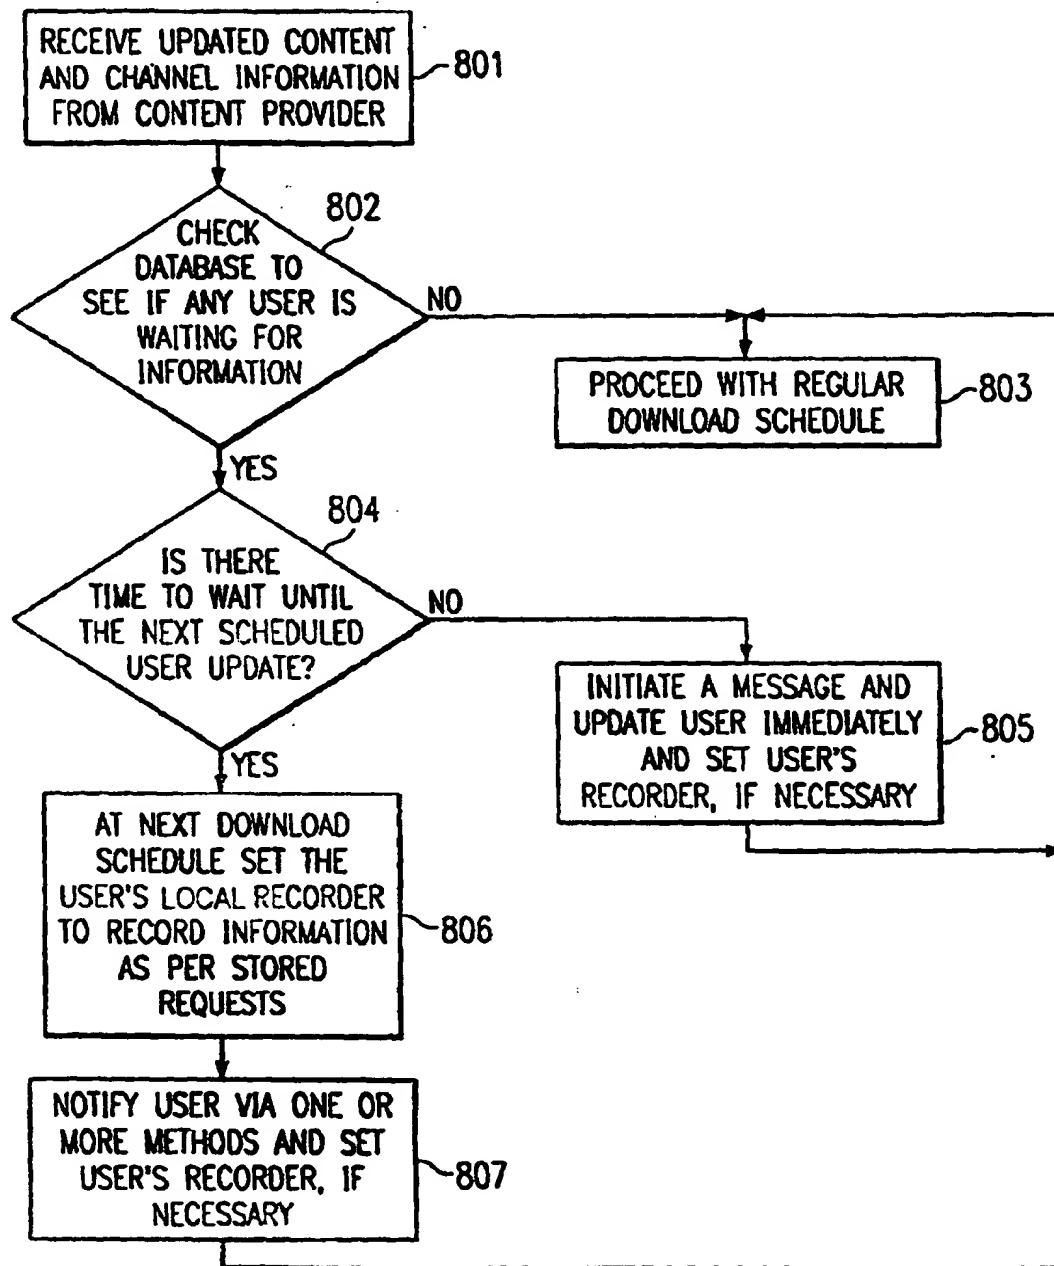 RECEIVE UPDATED CONTENT
AND CHANNEL INFORMATION
FROM CONTENT PROVIDER
801
802
CHECK
DATABASE TO
SEE IF ANY USER IS
WAITING FOR
INFORMATION
NO
PROCEED WITH REGULAR
DOWNLOAD SCHEDULE
803
YES
804
IS THERE
TIME TO WAIT UNTIL
THE NEXT SCHEDULED
USER UPDATE?
NO
INITIATE A MESSAGE AND
UPDATE USER IMMEDIATELY
AND SET USER'S
RECORDER, IF NECESSARY
805
YES
AT NEXT DOWNLOAD
SCHEDULE SET THE
USER'S LOCAL RECORDER
TO RECORD INFORMATION
AS PER STORED
REQUESTS
806
NOTIFY USER VIA ONE OR
MORE METHODS AND SET
USER'S RECORDER, IF
NECESSARY
807